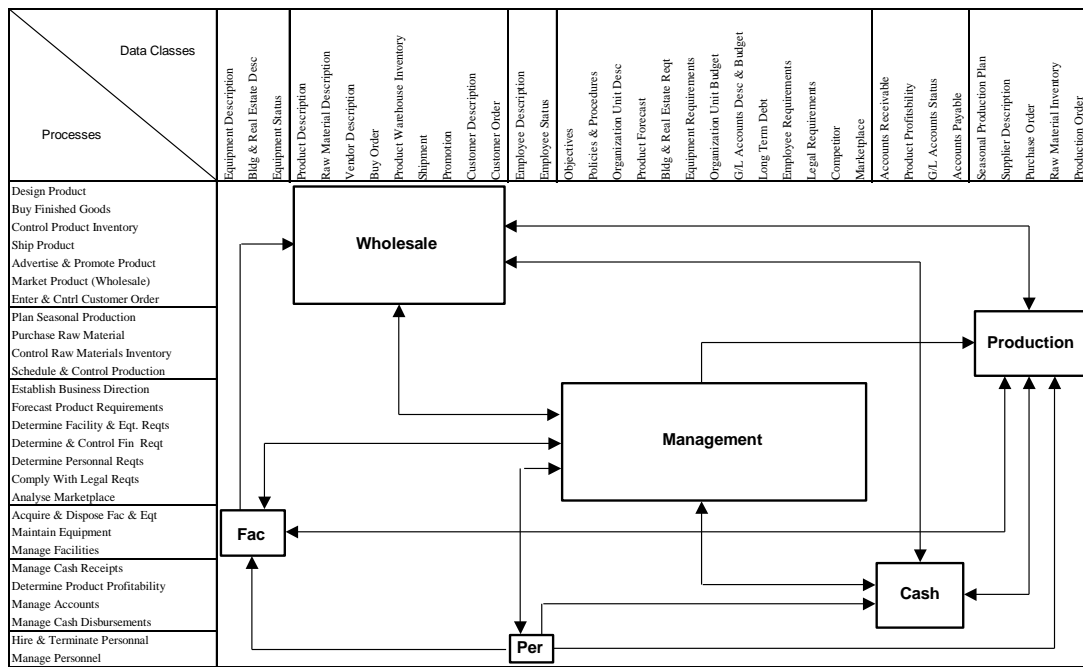 Data Classes
Processes
Equipment Description
Bldg & Real Estate Desc
Equipment Status
Product Description
Raw Material Description
Vendor Description
Buy Order
Product Warehouse Inventory
Shipment
Promotion
Customer Description
Customer Order
Employee Description
Employee Status
Objectives
Policies & Procedures
Organization Unit Desc
Product Forecast
Bldg & Real Estate Reqt
Equipment Requirements
Organization Unit Budget
G/L Accounts Desc & Budget
Long Term Debt
Employee Requirements
Legal Requirements
Competitor
Marketplace
Accounts Receivable
Product Profitability
G/L Accounts Status
Accounts Payable
Seasonal Production Plan
Supplier Description
Purchase Order
Raw Material Inventory
Production Order
Design Product
Buy Finished Goods
Control Product Inventory
Ship Product
Advertise & Promote Product
Market Product (Wholesale)
Enter & Cntrl Customer Order
Plan Seasonal Production
Purchase Raw Material
Control Raw Materials Inventory
Schedule & Control Production
Establish Business Direction
Forecast Product Requirements
Determine Facility & Eqt. Reqts
Determine & Control Fin Reqt
Determine Personnal Reqts
Comply With Legal Reqts
Analyse Marketplace
Acquire & Dispose Fac & Eqt
Maintain Equipment
Manage Facilities
Manage Cash Receipts
Determine Product Profitability
Manage Accounts
Manage Cash Disbursements
Hire & Terminate Personnal
Manage Personnel
Wholesale
Production
Management
Fac
Cash
Per